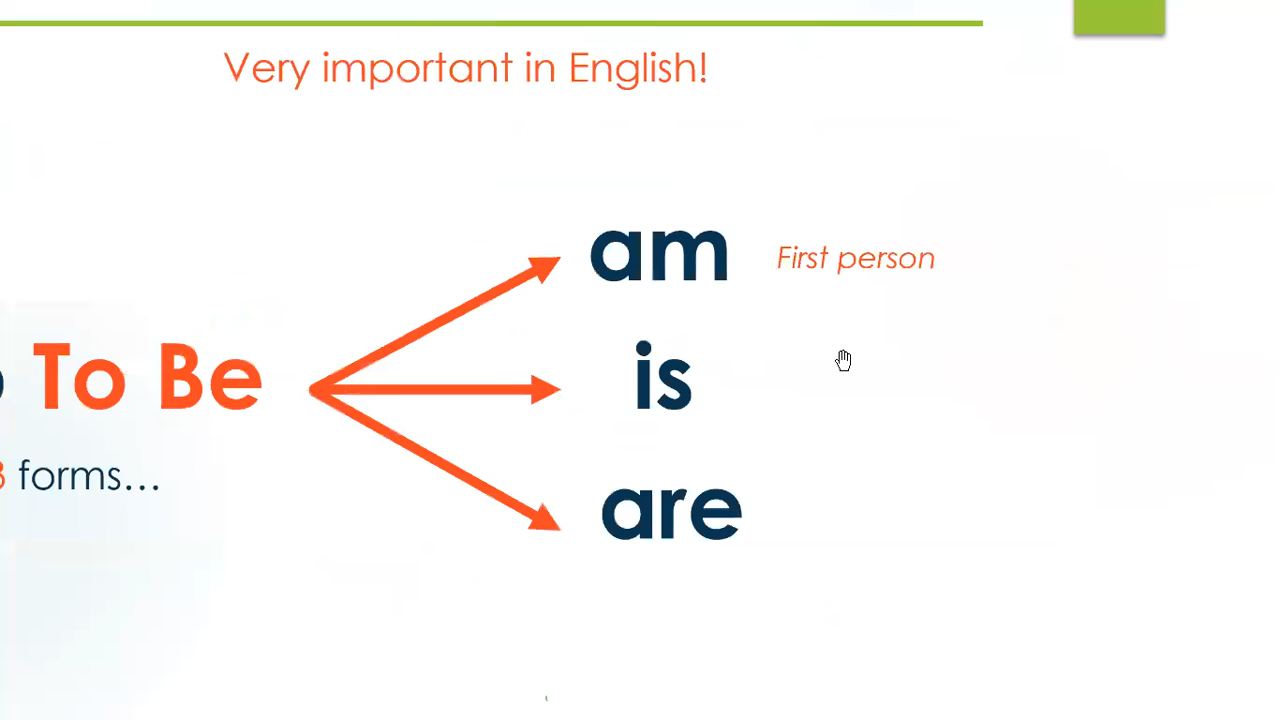 Very important in English!
am First person
To Be is
forms...
are